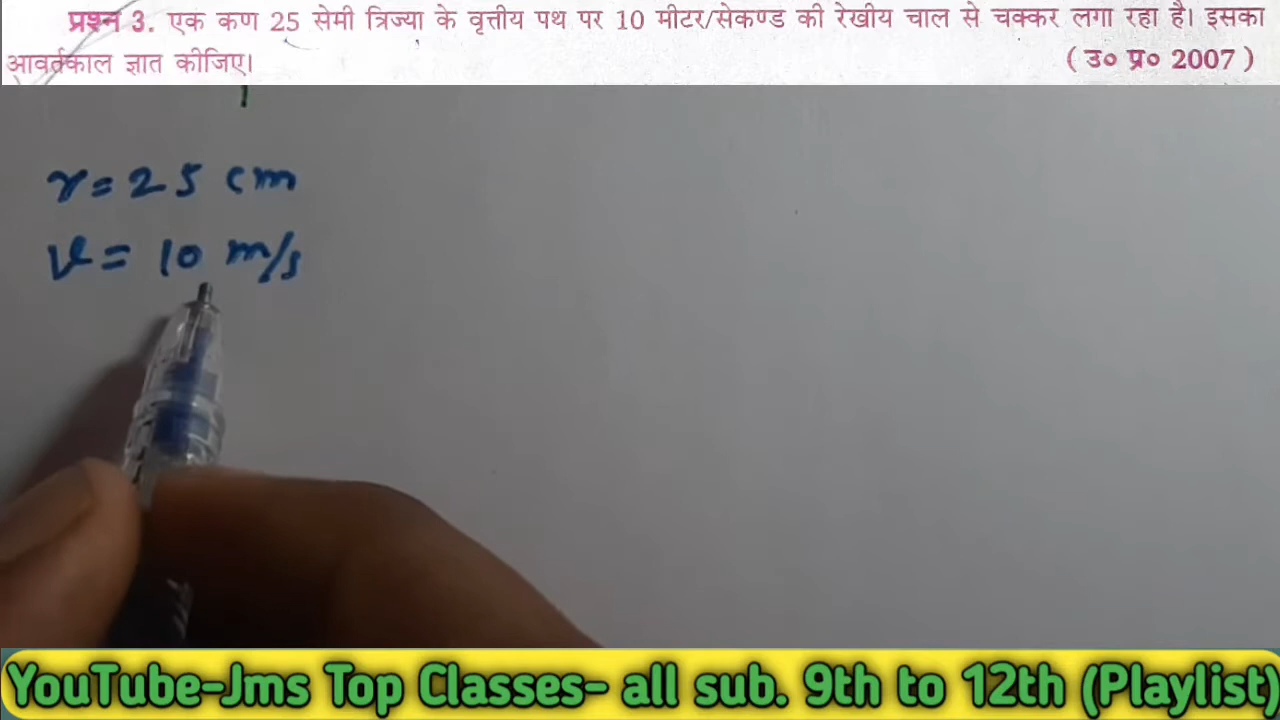 प्रश्न 3. एक कण 25 सेमी त्रिज्या के वृत्तीय पथ पर 10 मीटर/सेकण्ड की रेखीय चाल से चक्कर लगा रहा है। इसका
आवर्तकाल ज्ञात कीजिए। ( उ० प्र० 2007 )
r = 25 cm
v = 10 m/s
YouTube-Jms Top Classes- all sub. 9th to 12th (Playlist)